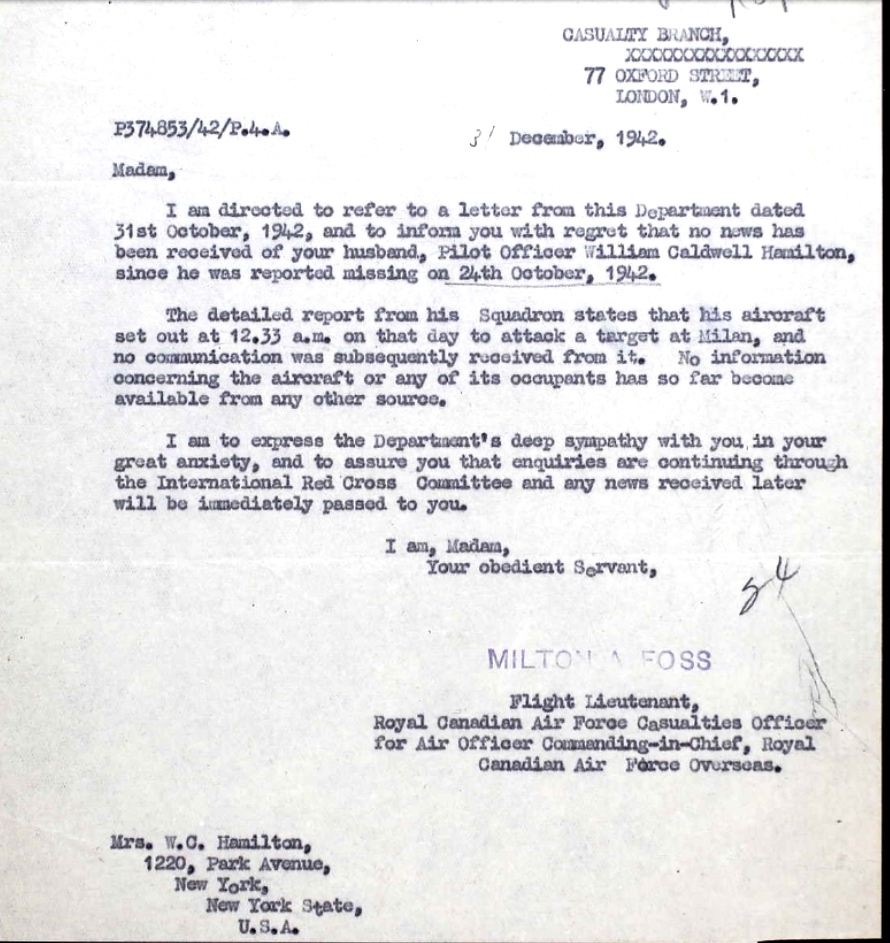 CASUALTY BRANCH,
XXXXXXXXXXXXXXXXX
77 OXFORD STREET,
LONDON, W.1.
P374853/42/P.4.A.
31 December, 1942.
Madam,
I am directed to refer to a letter from this Department dated
31st October, 1942, and to inform you with regret that no news has
been received of your husband, Pilot Officer William Caldwell Hamilton,
since he was reported missing on 24th October, 1942.
The detailed report from his Squadron states that his aircraft
set out at 12.33 a.m. on that day to attack a target at Milan, and
no communication was subsequently received from it. No information
concerning the aircraft or any of its occupants has so far become
available from any other source.
I am to express the Department's deep sympathy with you in your
great anxiety, and to assure you that enquiries are continuing through
the International Red Cross Committee and any news received later
will be immediately passed to you.
I am, Madam,
Your obedient Servant,
54
MILTON A FOSS
Flight Lieutenant,
Royal Canadian Air Force Casualties Officer
for Air Officer Commanding-in-Chief, Royal
Canadian Air Force Overseas.
Mrs. W.C. Hamilton,
1220, Park Avenue,
New York,
New York State,
U.S.A.